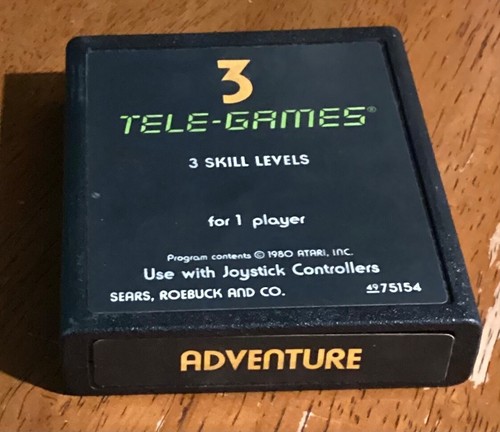 3
TELE-GAMES®
3 SKILL LEVELS
for 1 player
Program contents © 1980 ATARI, INC.
Use with Joystick Controllers
SEARS, ROEBUCK AND CO. 49 75154
ADVENTURE